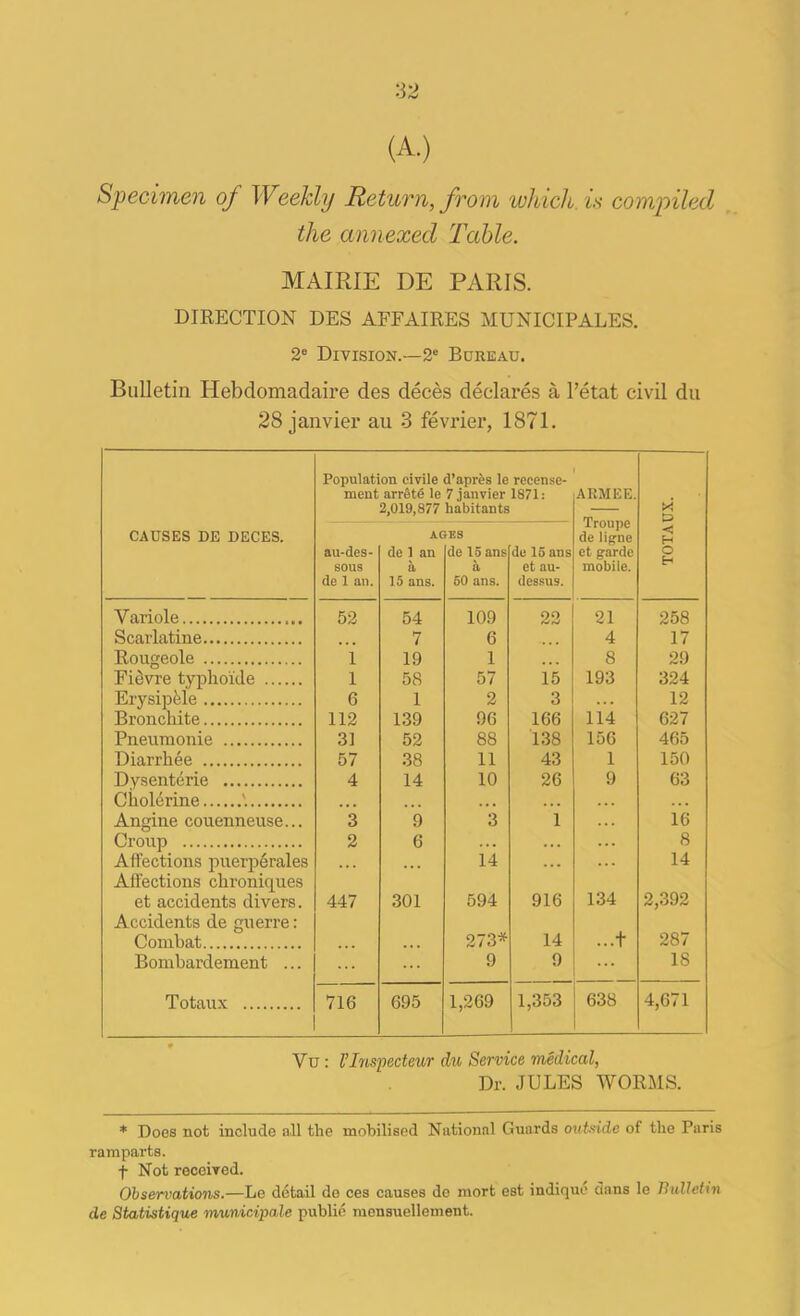 32
(A.)
Specimen of Weekly Return, from which is compiled
the annexed Table.
MAIRIE DE PARIS.
DIRECTION DES AFFAIRES MUNICIPALES.
2e DIVISION.—2e BUREAU.
Bulletin Hebdomadaire des décès déclarés à l'état civil du
28 janvier au 3 février, 1871.
CAUSES DE DECES. | Population civile d'après le recensement arrêté le 7 janvier 1871: 2,019,877 habitants | ARMEE. | TOTAUX.
AGES | Troupe de ligne et garde mobile.
au-dessous de 1 an. | de 1 an à 15 ans. | de 15 ans à 50 ans. | de 15 ans et au-dessus.
Variole | 52 | 54 | 109 | 22 | 21 | 258
Scarlatine | ... | 7 | 6 | ... | 4 | 17
Rougeole | 1 | 19 | 1 | ... | 8 | 29
Fièvre typhoïde | 1 | 58 | 57 | 15 | 193 | 324
Erysipèle | 6 | 1 | 2 | 3 | ... | 12
Bronchite | 112 | 139 | 96 | 166 | 114 | 627
Pneumonie | 31 | 52 | 88 | 138 | 156 | 465
Diarrhée | 57 | 38 | 11 | 43 | 1 | 150
Dysentérie | 4 | 14 | 10 | 26 | 9 | 63
Cholérine | ... | ... | ... | ... | ... | ...
Angine couenneuse... | 3 | 9 | 3 | 1 | ... | 16
Croup | 2 | 6 | ... | ... | ... | 8
Affections puerpérales | ... | ... | 14 | ... | ... | 14
Affections chroniques
et accidents divers. | 447 | 301 | 594 | 916 | 134 | 2,392
Accidents de guerre:
Combat | ... | ... | 273* | 14 | ...† | 287
Bombardement ... | ... | ... | 9 | 9 | ... | 18
Totaux | 716 | 695 | 1,269 | 1,353 | 638 | 4,671
VU: l'Inspecteur du Service médical,
Dr. JULES WORMS.
* Does not include all the mobilised National Guards outside of the Paris
ramparts.
† Not received.
Observations.—Le détail de ces causes de mort est indiqué dans le Bulletin
de Statistique municipale publié mensuellement.